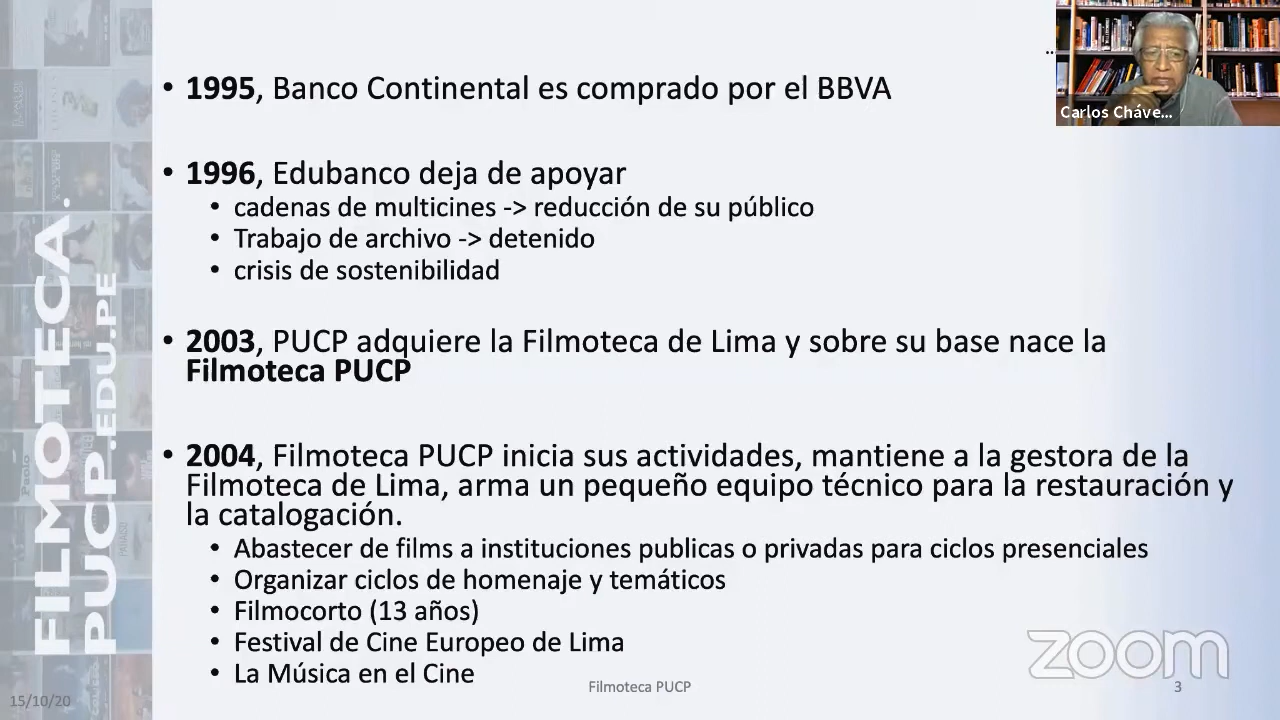 • 1995, Banco Continental es comprado por el BBVA
• 1996, Edubanco deja de apoyar
• cadenas de multicines -> reducción de su público
• Trabajo de archivo -> detenido
• crisis de sostenibilidad
• 2003, PUCP adquiere la Filmoteca de Lima y sobre su base nace la
Filmoteca PUCP
• 2004, Filmoteca PUCP inicia sus actividades, mantiene a la gestora de la
Filmoteca de Lima, arma un pequeño equipo técnico para la restauración y
la catalogación.
• Abastecer de films a instituciones publicas o privadas para ciclos presenciales
• Organizar ciclos de homenaje y temáticos
• Filmocorto (13 años)
• Festival de Cine Europeo de Lima
• La Música en el Cine
FILMOTECA.
PUCP.EDU.PE
Carlos Cháve...
zoom
15/10/20
Filmoteca PUCP
3